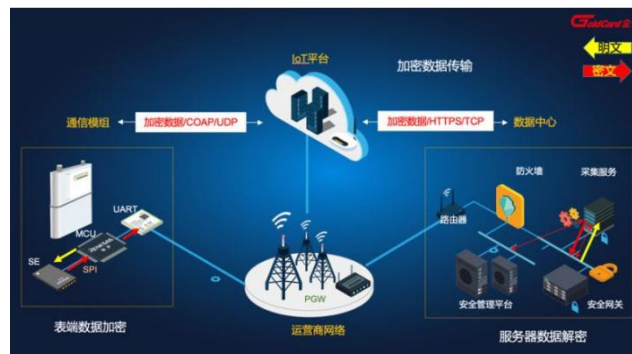 GoldCard
明文
密文
IoT平台
加密数据传输
通信模组
加密数据/COAP/UDP
加密数据/HTTPS/TCP
数据中心
防火墙
采集服务
UART
MCU
SE
SPI
路由器
PGW
安全管理平台
安全网关
表端数据加密
运营商网络
服务器数据解密